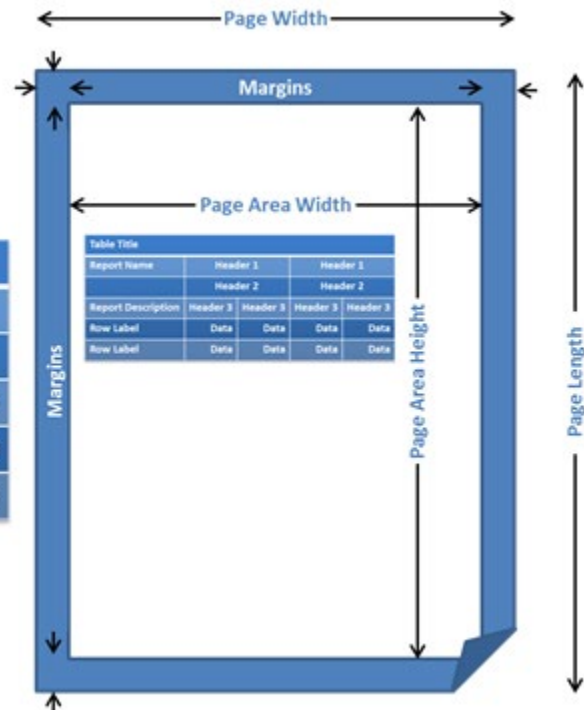 Page Width
Margins
Page Area Width
Table Title
Report Name Header 1 Header 1
Header 2 Header 2
Report Description Header 3 Header 3 Header 3 Header 3
Row Label Data Data Data Data
Row Label Data Data Data Data
Margins
Page Area Height
Page Length